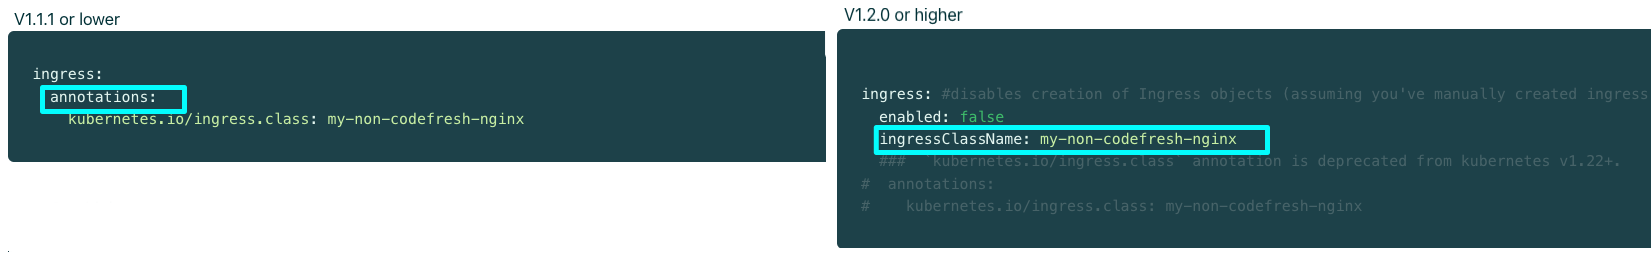 V1.1.1 or lower
ingress:
annotations:
kubernetes.io/ingress.class: my-non-codefresh-nginx
V1.2.0 or higher
ingress: #disables creation of Ingress objects (assuming you've manually created ingress
enabled: false
ingressClassName: my-non-codefresh-nginx
### `kubernetes.io/ingress.class` annotation is deprecated from kubernetes v1.22+.
# annotations:
# kubernetes.io/ingress.class: my-non-codefresh-nginx